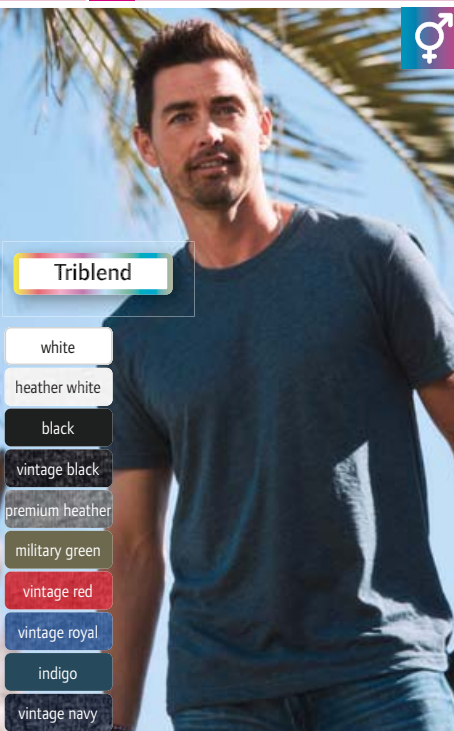 Triblend
white
heather white
black
vintage black
premium heather
military green
vintage red
vintage royal
indigo
vintage navy